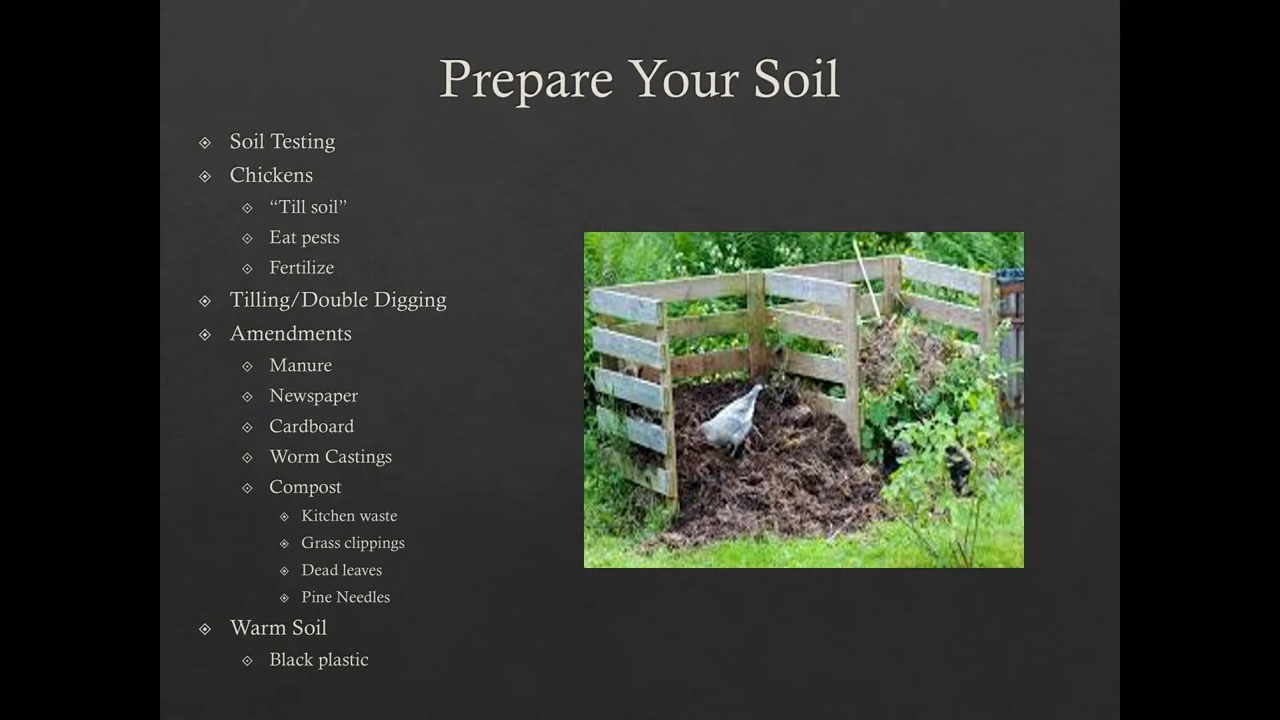 Prepare Your Soil
Soil Testing
Chickens
“Till soil”
Eat pests
Fertilize
Tilling/Double Digging
Amendments
Manure
Newspaper
Cardboard
Worm Castings
Compost
Kitchen waste
Grass clippings
Dead leaves
Pine Needles
Warm Soil
Black plastic